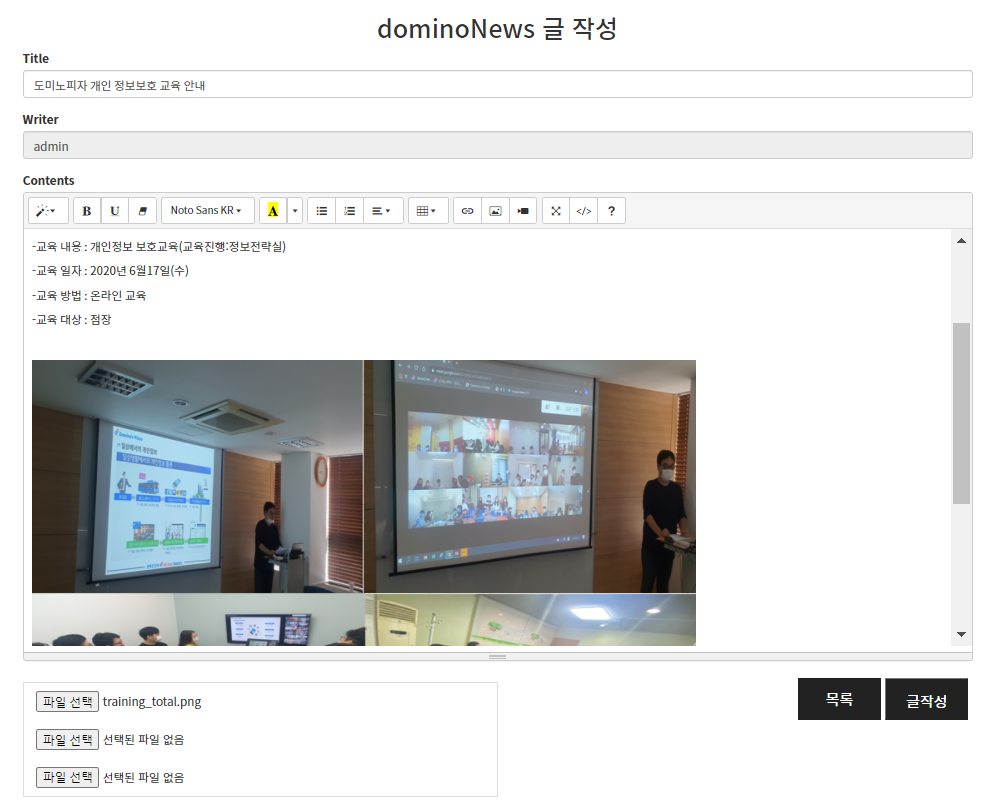 dominoNews 글 작성
Title
도미노피자 개인 정보보호 교육 안내
Writer
admin
Contents
B U Noto Sans KR A </> ?
-교육 내용 : 개인정보 보호교육(교육진행:정보전략실)
-교육 일자 : 2020년 6월17일(수)
-교육 방법 : 온라인 교육
-교육 대상 : 점장
Domino's Pizza
파일 선택 training_total.png
목록 글작성
파일 선택 선택된 파일 없음
파일 선택 선택된 파일 없음